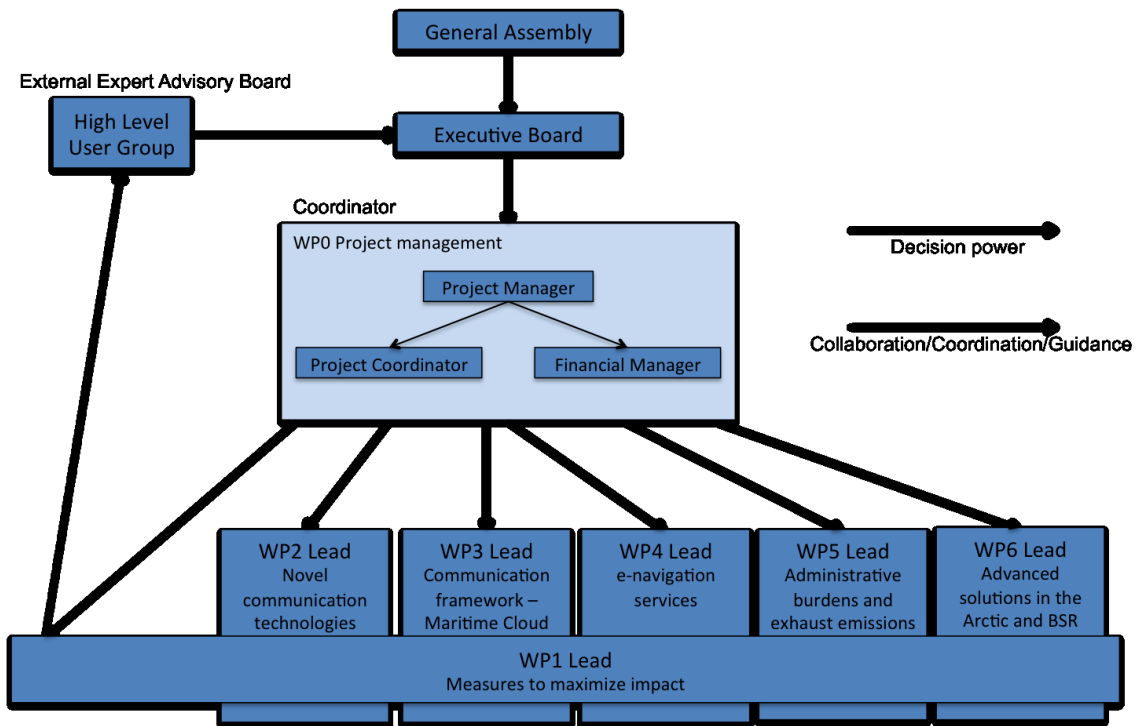 General Assembly
External Expert Advisory Board
High Level
User Group
Executive Board
Coordinator
WP0 Project management
Project Manager
Project Coordinator
Financial Manager
Decision power
Collaboration/Coordination/Guidance
WP2 Lead
Novel
communication
technologies
WP3 Lead
Communication
framework –
Maritime Cloud
WP4 Lead
e-navigation
services
WP5 Lead
Administrative
burdens and
exhaust emissions
WP6 Lead
Advanced
solutions in the
Arctic and BSR
WP1 Lead
Measures to maximize impact